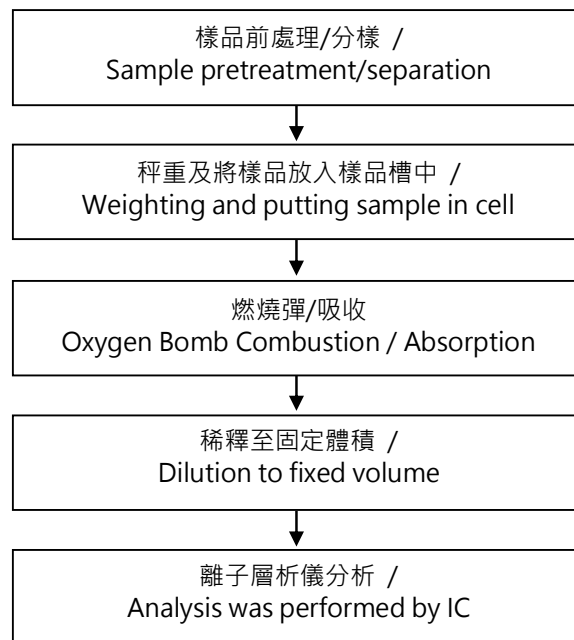 樣品前處理/分樣 /
Sample pretreatment/separation
秤重及將樣品放入樣品槽中 /
Weighting and putting sample in cell
燃燒彈/吸收
Oxygen Bomb Combustion / Absorption
稀釋至固定體積 /
Dilution to fixed volume
離子層析儀分析 /
Analysis was performed by IC